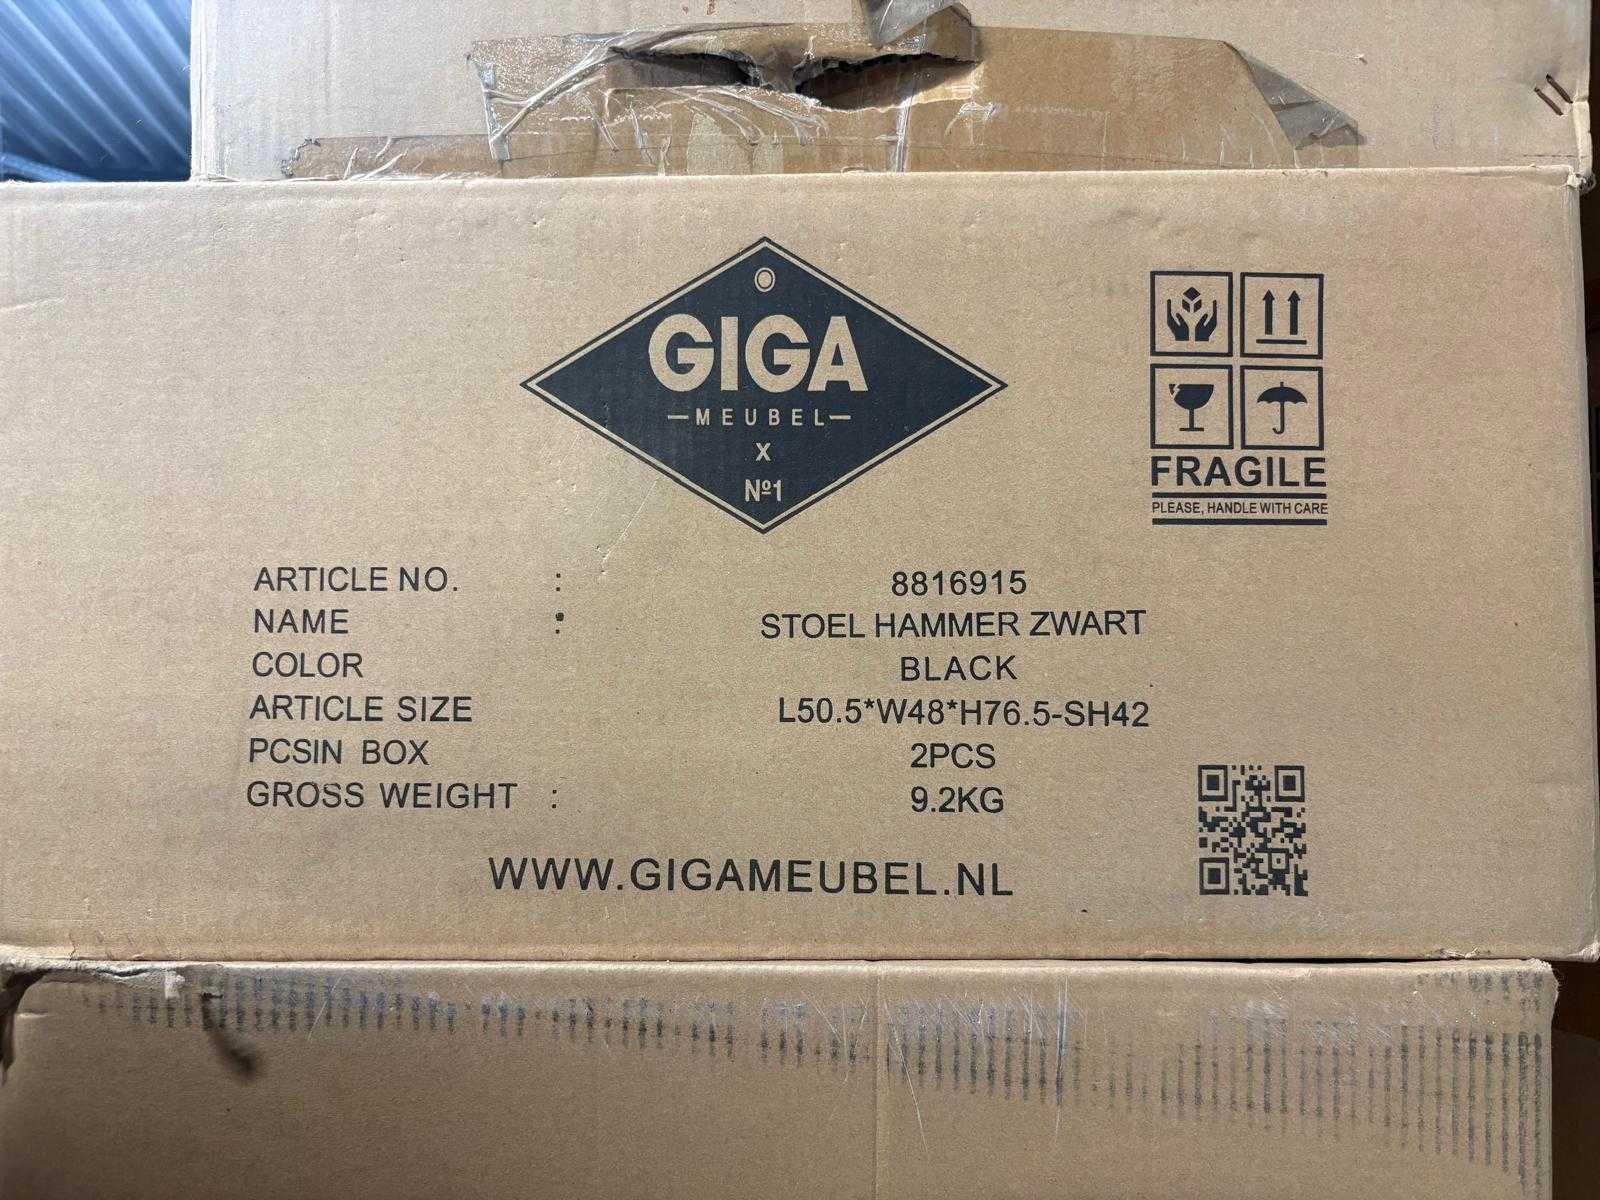 GIGA
MEUBEL
X
Nº1
FRAGILE
PLEASE, HANDLE WITH CARE
ARTICLE NO. : 8816915
NAME : STOEL HAMMER ZWART
COLOR BLACK
ARTICLE SIZE L50.5*W48*H76.5-SH42
PCSIN BOX 2PCS
GROSS WEIGHT : 9.2KG
WWW.GIGAMEUBEL.NL